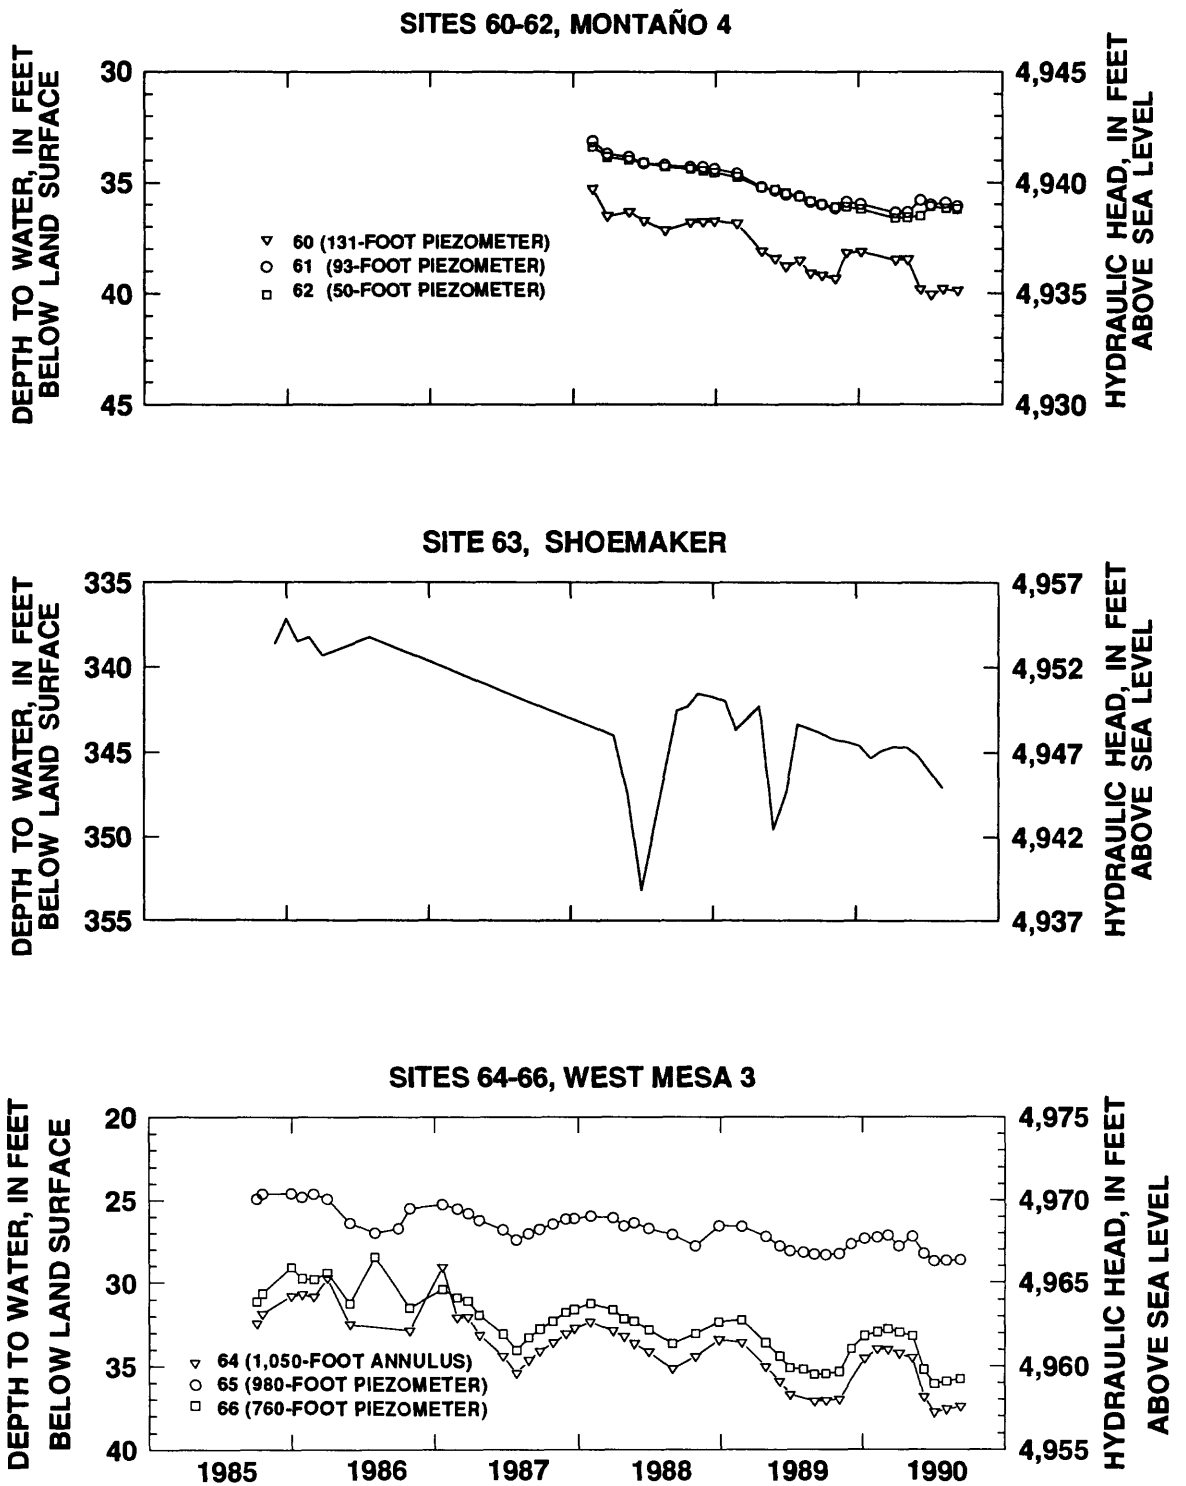 SITES 60-62, MONTAÑO 4
DEPTH TO WATER, IN FEET
BELOW LAND SURFACE
30
35
40
45
60 (131-FOOT PIEZOMETER)
61 (93-FOOT PIEZOMETER)
62 (50-FOOT PIEZOMETER)
4,945
4,940
4,935
4,930
HYDRAULIC HEAD, IN FEET
ABOVE SEA LEVEL
SITE 63, SHOEMAKER
DEPTH TO WATER, IN FEET
BELOW LAND SURFACE
335
340
345
350
355
4,957
4,952
4,947
4,942
4,937
HYDRAULIC HEAD, IN FEET
ABOVE SEA LEVEL
SITES 64-66, WEST MESA 3
DEPTH TO WATER, IN FEET
BELOW LAND SURFACE
20
25
30
35
40
64 (1,050-FOOT ANNULUS)
65 (980-FOOT PIEZOMETER)
66 (760-FOOT PIEZOMETER)
4,975
4,970
4,965
4,960
4,955
HYDRAULIC HEAD, IN FEET
ABOVE SEA LEVEL
1985 1986 1987 1988 1989 1990